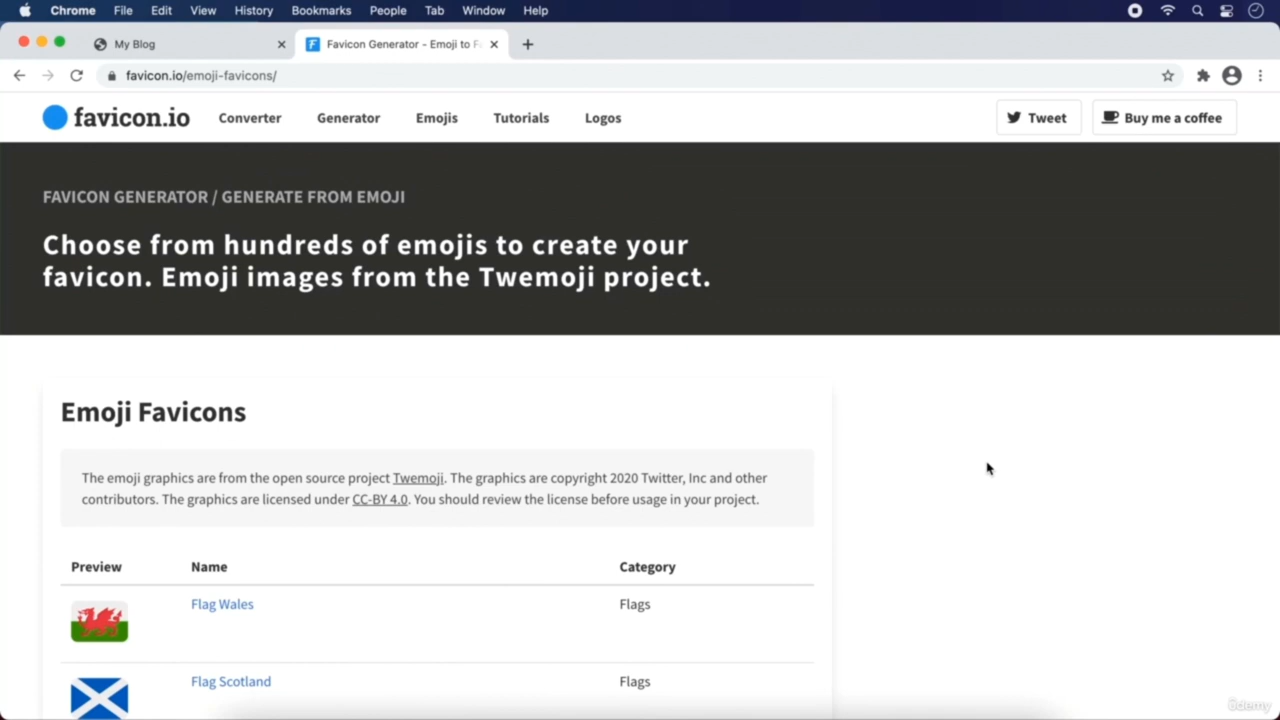 Chrome File Edit View History Bookmarks People Tab Window Help
My Blog
Favicon Generator - Emoji to Fa
favicon.io/emoji-favicons/
favicon.io Converter Generator Emojis Tutorials Logos Tweet Buy me a coffee
FAVICON GENERATOR / GENERATE FROM EMOJI
Choose from hundreds of emojis to create your
favicon. Emoji images from the Twemoji project.
Emoji Favicons
The emoji graphics are from the open source project Twemoji. The graphics are copyright 2020 Twitter, Inc and other
contributors. The graphics are licensed under CC-BY 4.0. You should review the license before usage in your project.
Preview Name Category
Flag Wales Flags
Flag Scotland Flags
ûdemy